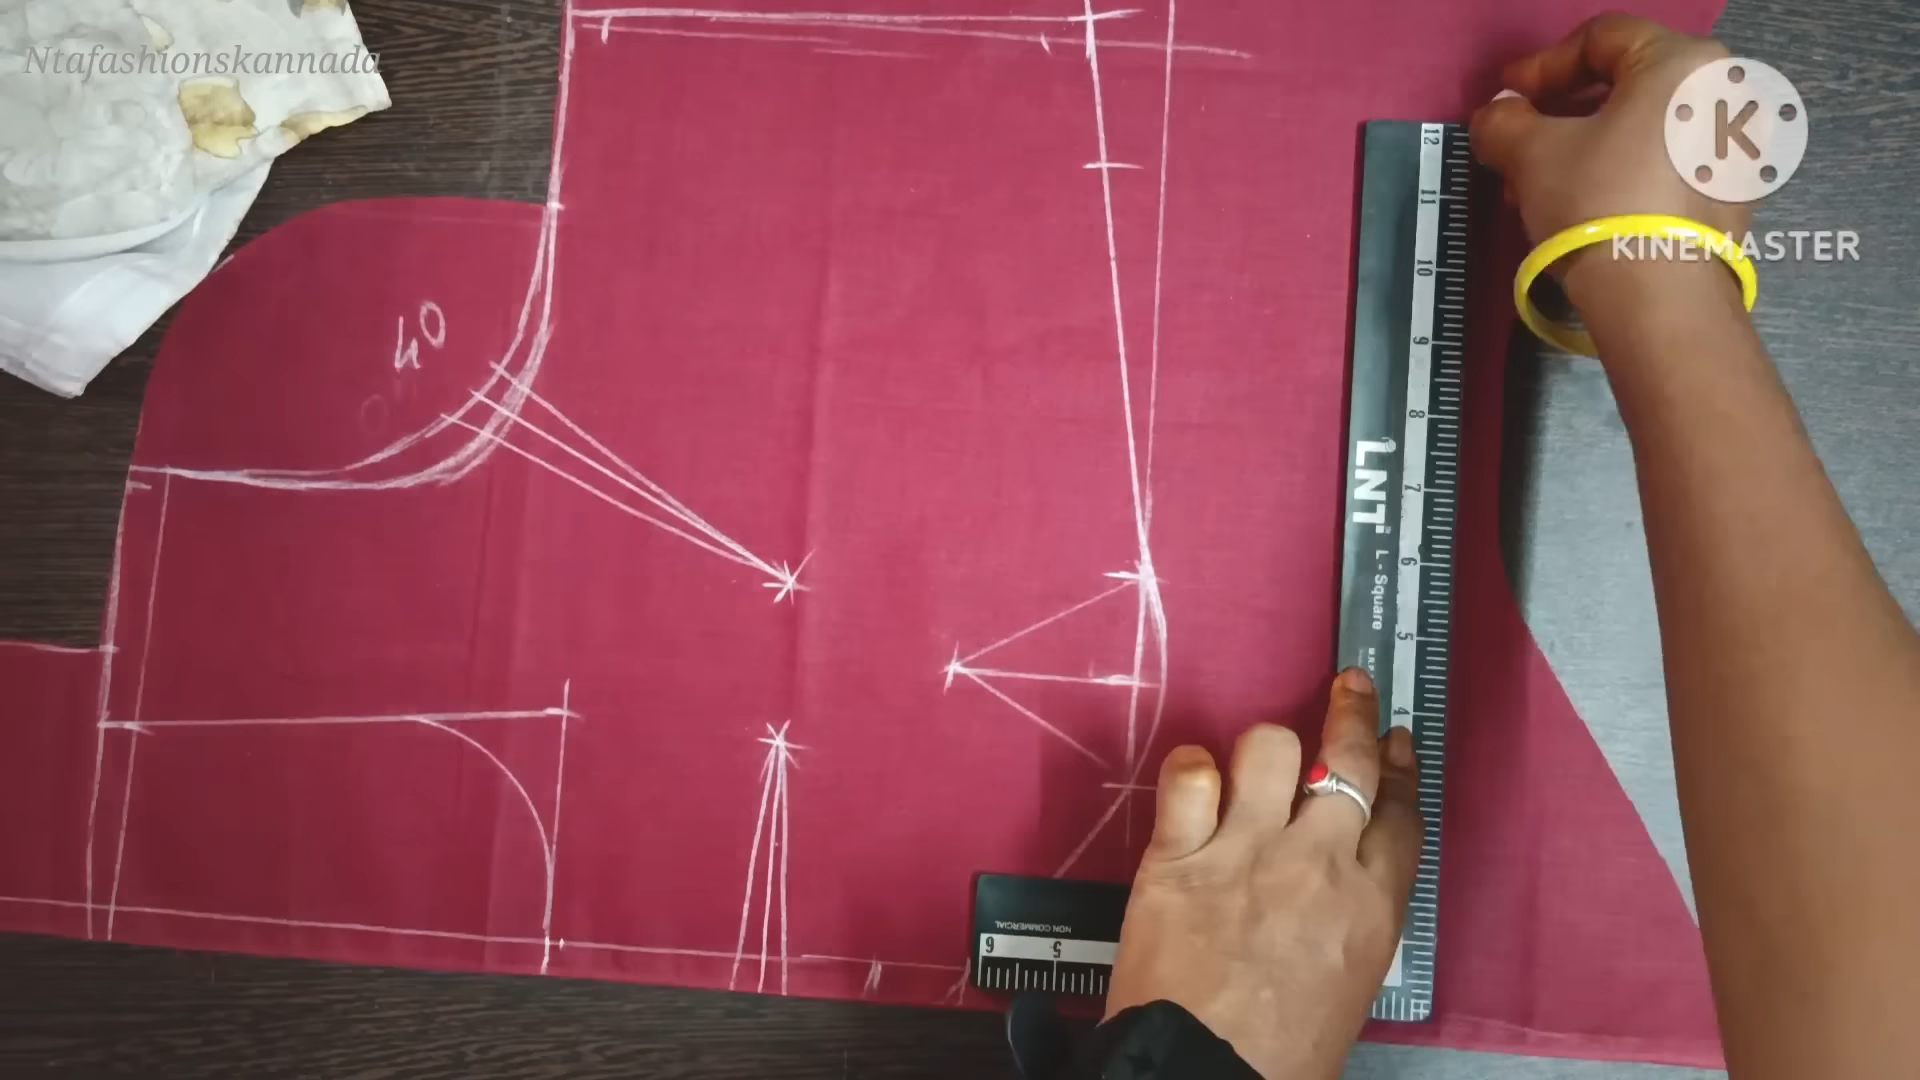 Ntafashionskannada
K
KINEMASTER
40
12
11
10
9
8
7
6
5
4
LNT
L - Square
NON COMMERCIAL
6
5